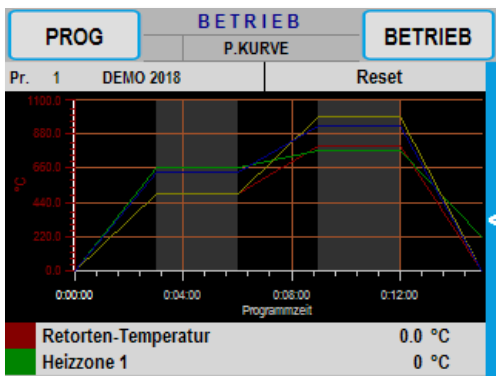 PROG
BETRIEB
P.KURVE
BETRIEB
Pr. 1 DEMO 2018 Reset
1100.0
880.0
660.0
440.0
220.0
0.0
°C
0:00:00 0:04:00 0:08:00 0:12:00
Programmzeit
Retorten-Temperatur 0.0 °C
Heizzone 1 0 °C